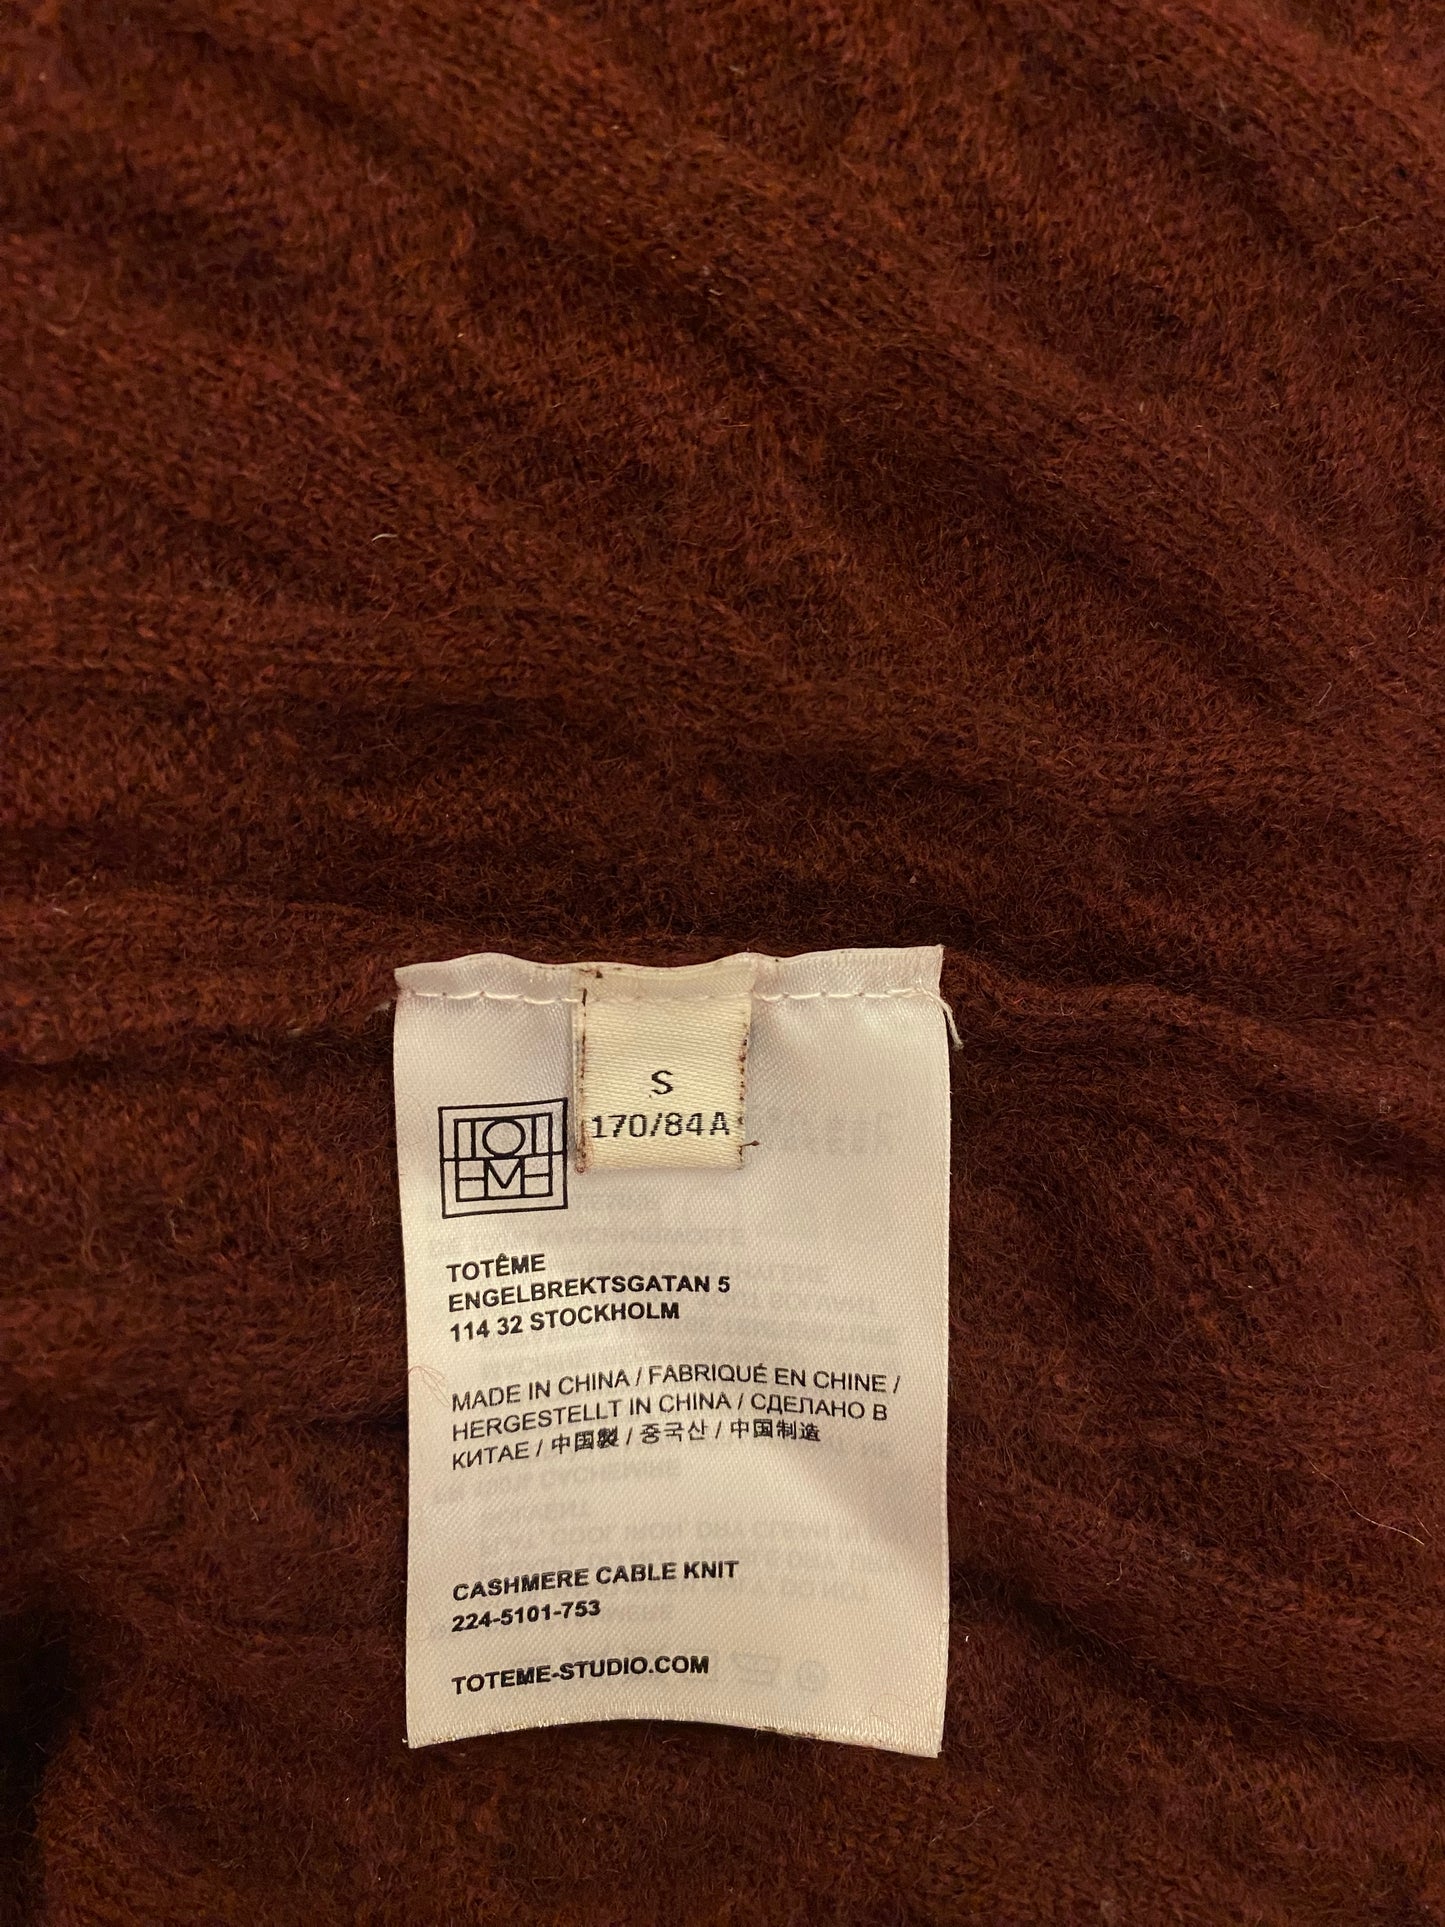 S
170/84A
TOTEME
TOTÊME
ENGELBREKTSGATAN 5
114 32 STOCKHOLM
MADE IN CHINA / FABRIQUÉ EN CHINE /
HERGESTELLT IN CHINA / СДЕЛАНО В
КИТАЕ / 中国製 / 중국산 / 中国制造
CASHMERE CABLE KNIT
224-5101-753
TOTEME-STUDIO.COM